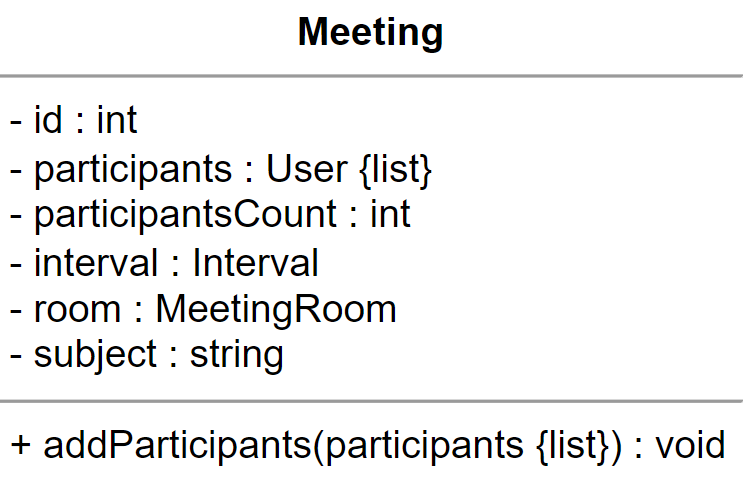 Meeting
- id : int
- participants : User {list}
- participantsCount : int
- interval : Interval
- room : MeetingRoom
- subject : string
+ addParticipants(participants {list}) : void